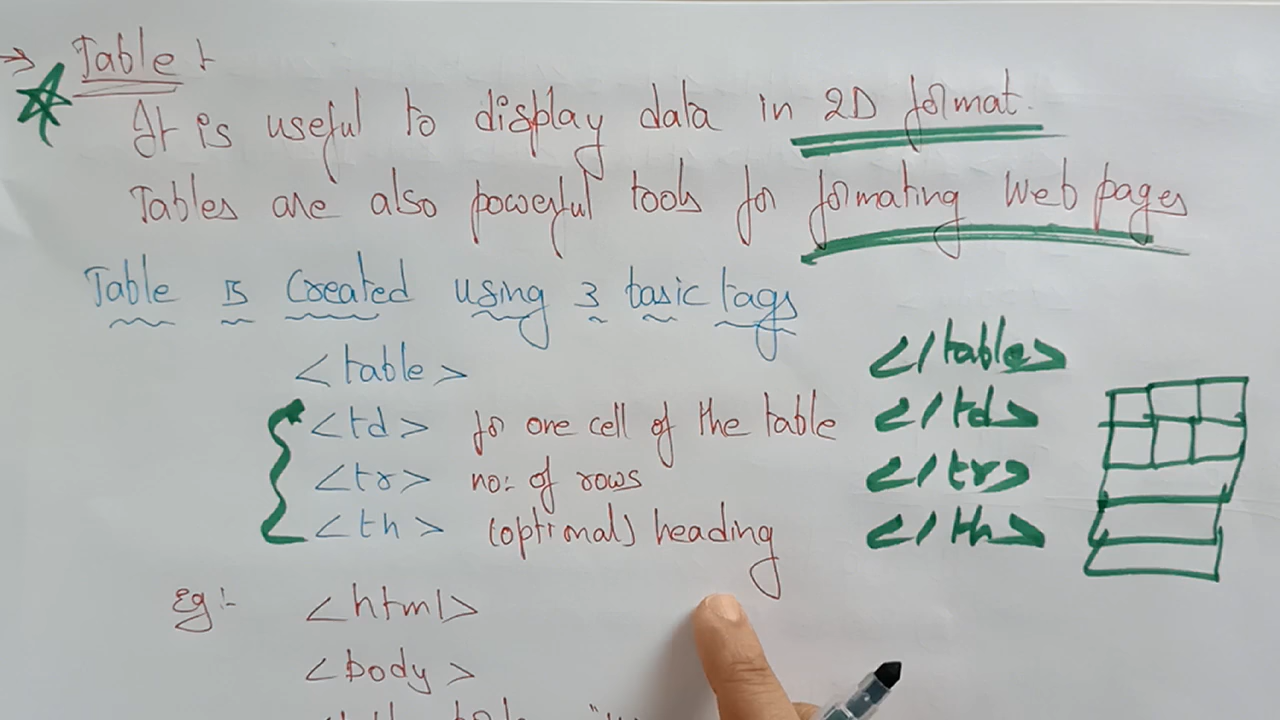 → Table :-
It is useful to display data in 2D format.
Tables are also powerful tools for formating Web pages
Table is Created using 3 basic tags
<table> </table>
<td> for one cell of the table </td>
<tr> no: of rows </tr>
<th> (optional) heading </th>
Eg:- <html>
<body>